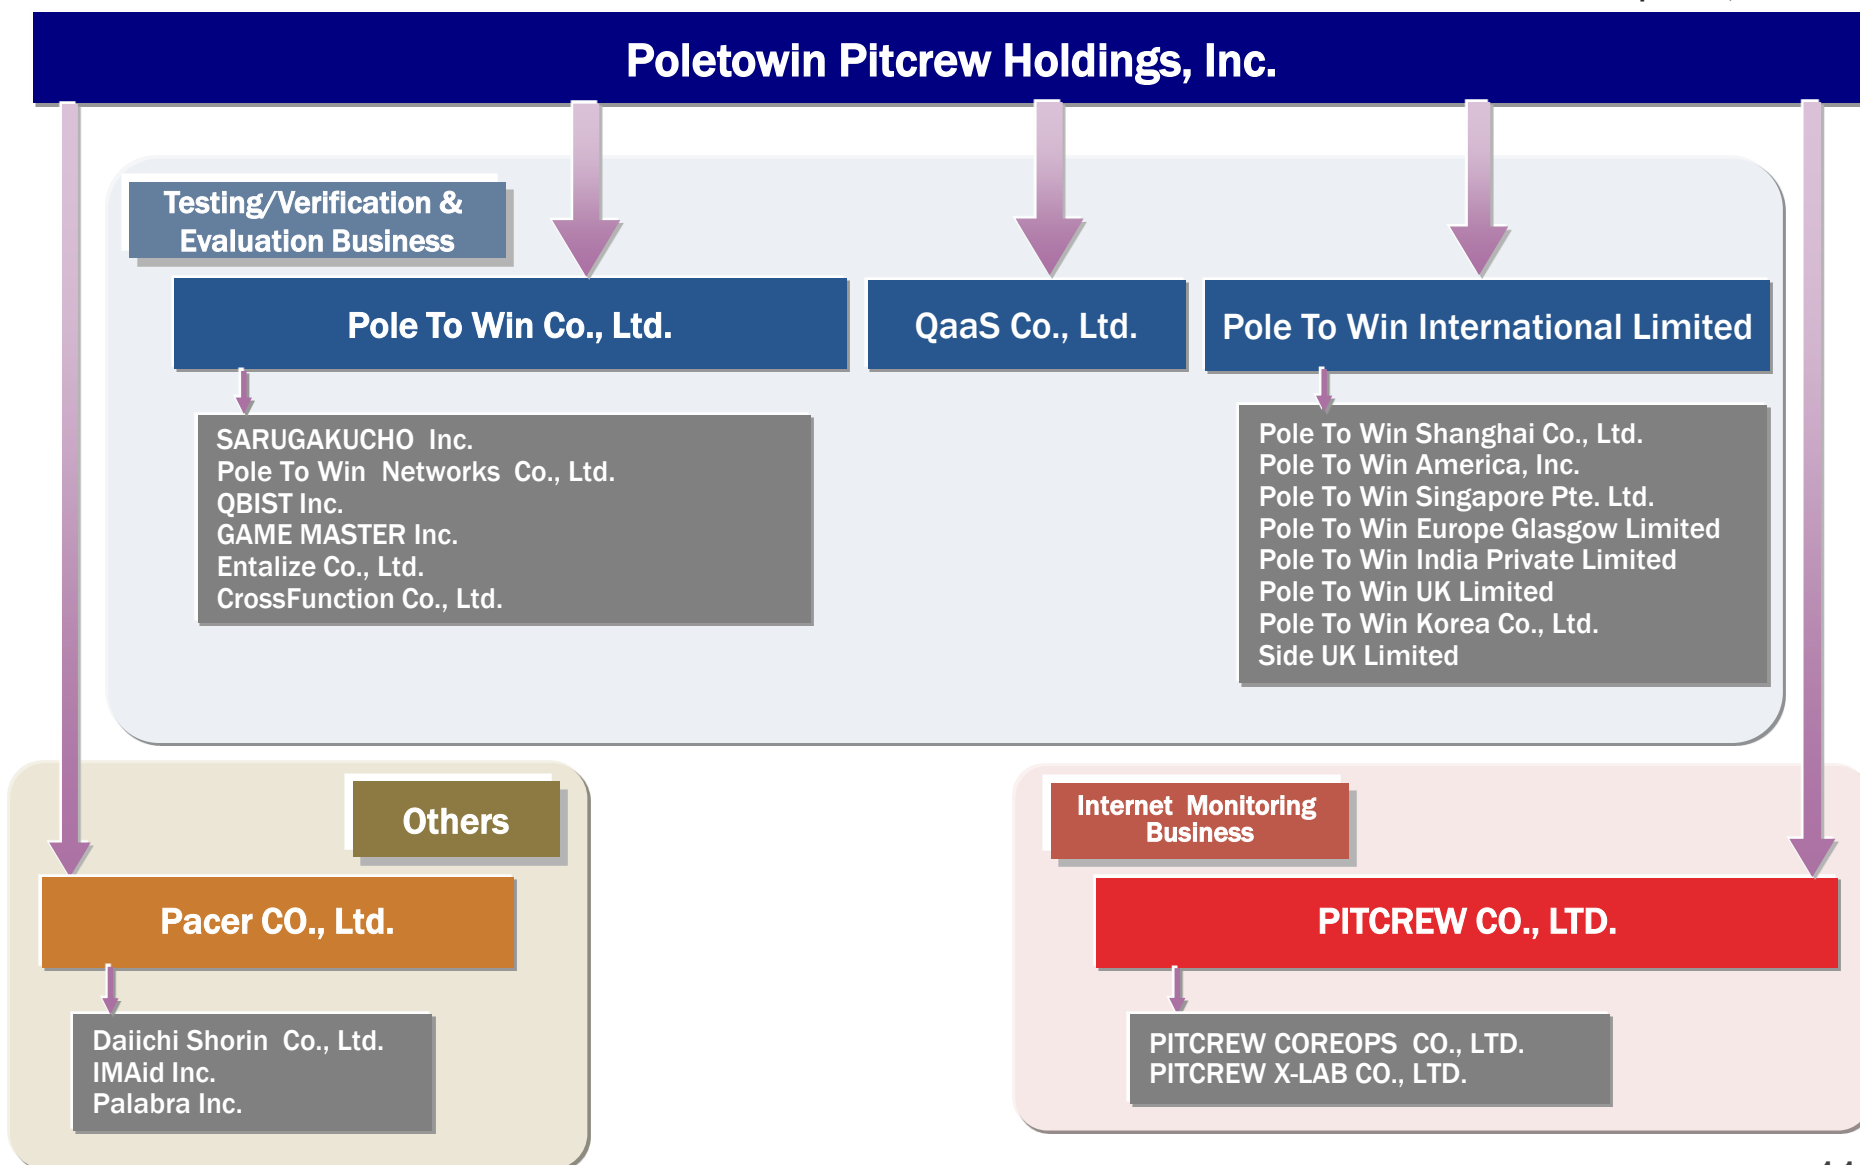 Poletowin Pitcrew Holdings, Inc.
Testing/Verification &
Evaluation Business
Pole To Win Co., Ltd.
QaaS Co., Ltd.
Pole To Win International Limited
SARUGAKUCHO Inc.
Pole To Win Networks Co., Ltd.
QBIST Inc.
GAME MASTER Inc.
Entalize Co., Ltd.
CrossFunction Co., Ltd.
Pole To Win Shanghai Co., Ltd.
Pole To Win America, Inc.
Pole To Win Singapore Pte. Ltd.
Pole To Win Europe Glasgow Limited
Pole To Win India Private Limited
Pole To Win UK Limited
Pole To Win Korea Co., Ltd.
Side UK Limited
Others
Pacer CO., Ltd.
Daiichi Shorin Co., Ltd.
IMAid Inc.
Palabra Inc.
Internet Monitoring
Business
PITCREW CO., LTD.
PITCREW COREOPS CO., LTD.
PITCREW X-LAB CO., LTD.